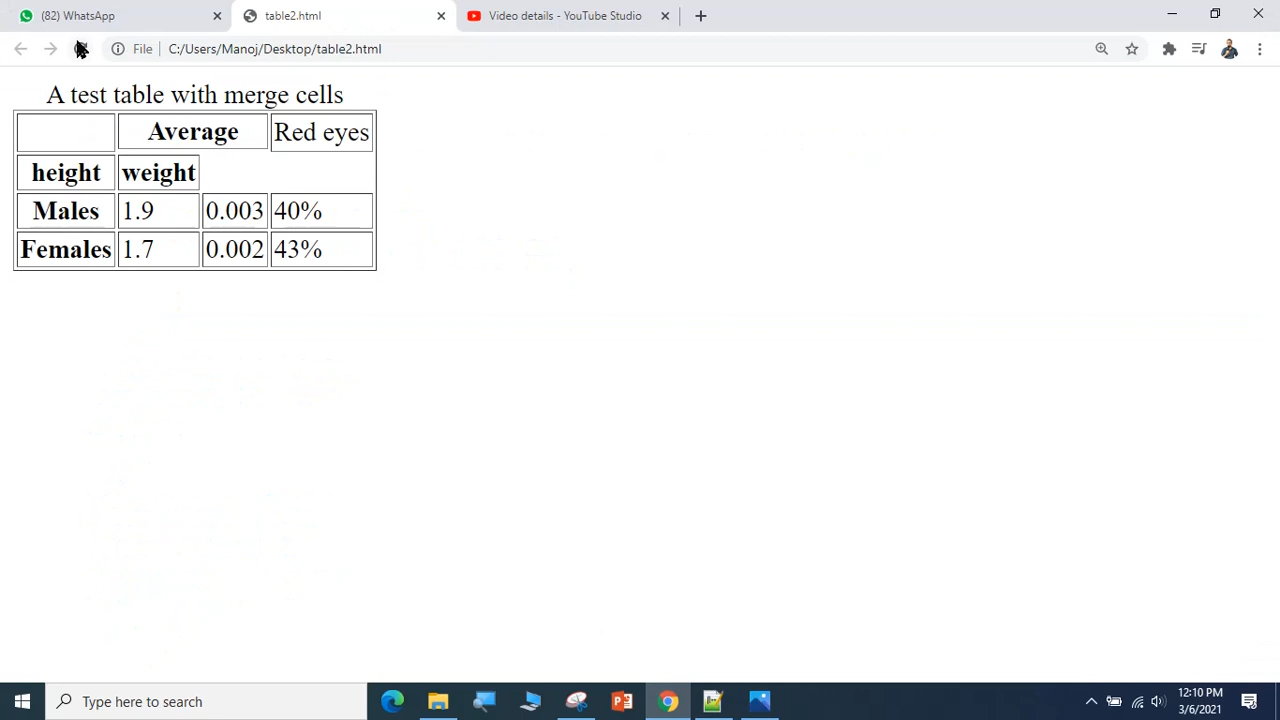 (82) WhatsApp
table2.html
Video details - YouTube Studio
File
C:/Users/Manoj/Desktop/table2.html
A test table with merge cells
Average Red eyes
height weight
Males 1.9 0.003 40%
Females 1.7 0.002 43%
Type here to search
12:10 PM
3/6/2021